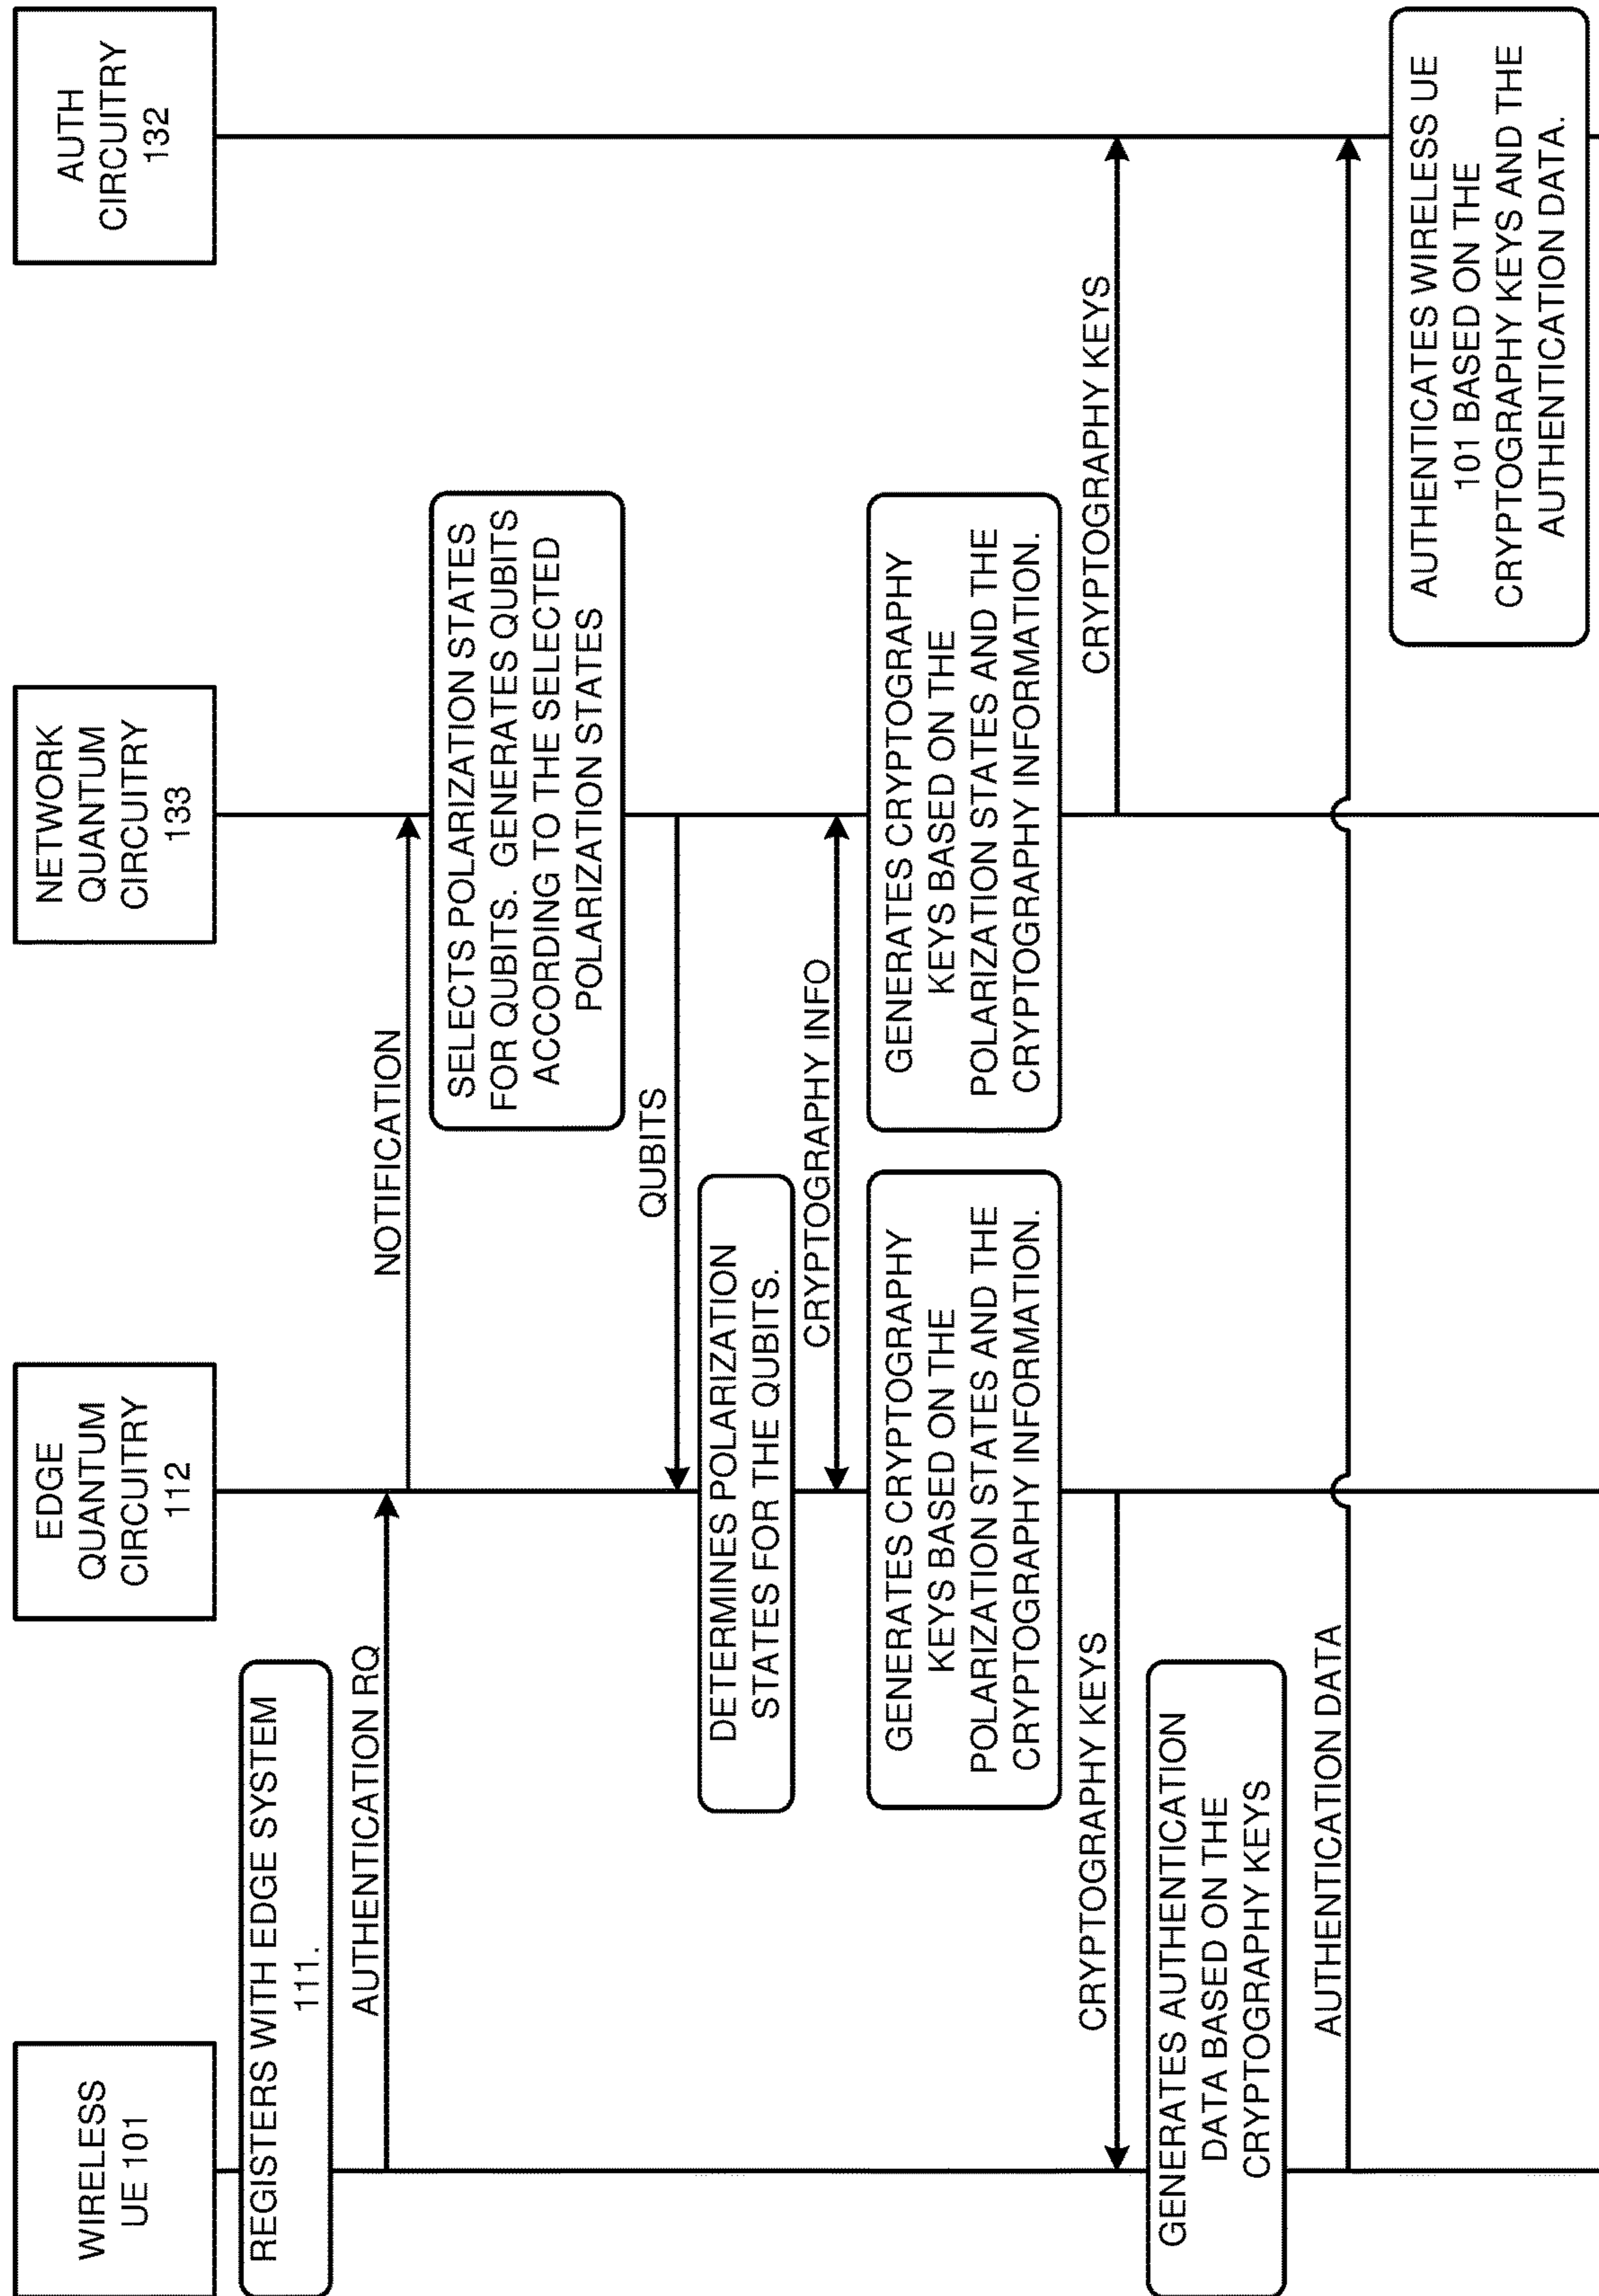 WIRELESS
UE 101
EDGE
QUANTUM
CIRCUITRY
112
NETWORK
QUANTUM
CIRCUITRY
133
AUTH
CIRCUITRY
132
REGISTERS WITH EDGE SYSTEM
111.
AUTHENTICATION RQ
NOTIFICATION
SELECTS POLARIZATION STATES
FOR QUBITS. GENERATES QUBITS
ACCORDING TO THE SELECTED
POLARIZATION STATES
QUBITS
DETERMINES POLARIZATION
STATES FOR THE QUBITS.
CRYPTOGRAPHY INFO
GENERATES CRYPTOGRAPHY
KEYS BASED ON THE
POLARIZATION STATES AND THE
CRYPTOGRAPHY INFORMATION.
GENERATES CRYPTOGRAPHY
KEYS BASED ON THE
POLARIZATION STATES AND THE
CRYPTOGRAPHY INFORMATION.
CRYPTOGRAPHY KEYS
CRYPTOGRAPHY KEYS
GENERATES AUTHENTICATION
DATA BASED ON THE
CRYPTOGRAPHY KEYS
AUTHENTICATION DATA
AUTHENTICATES WIRELESS UE
101 BASED ON THE
CRYPTOGRAPHY KEYS AND THE
AUTHENTICATION DATA.